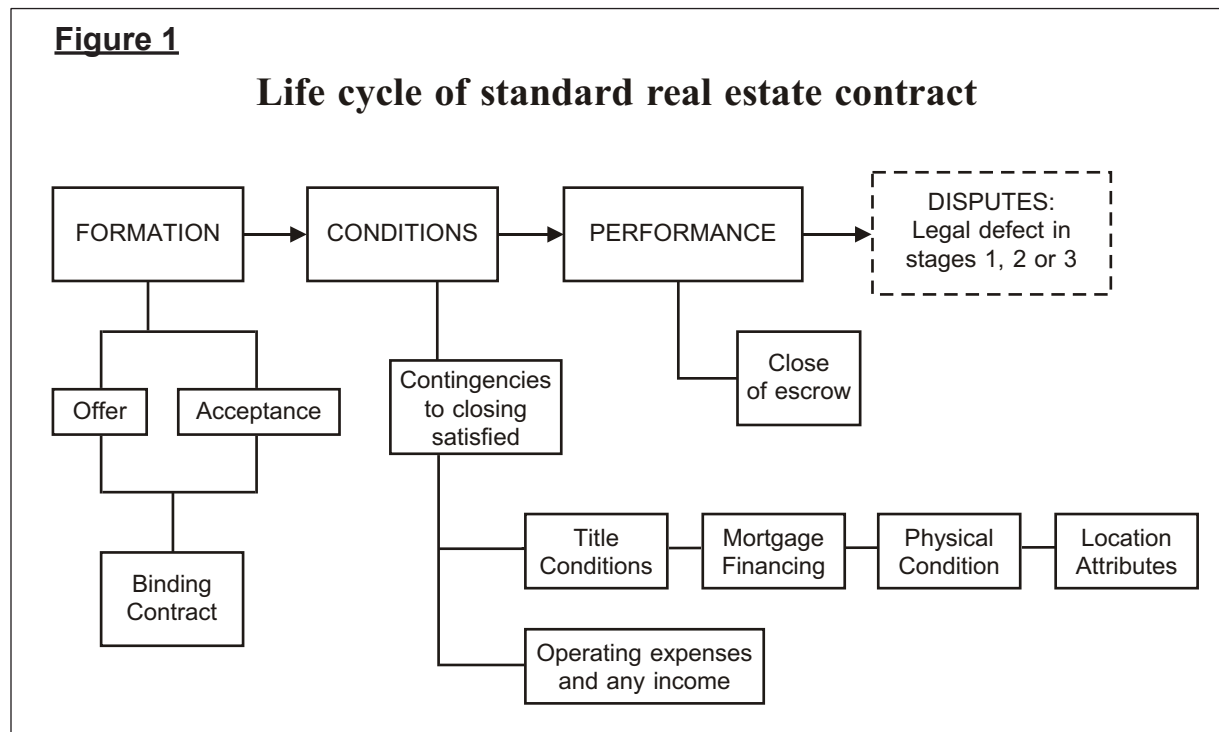 Figure 1
Life cycle of standard real estate contract
FORMATION
CONDITIONS
PERFORMANCE
DISPUTES:
Legal defect in
stages 1, 2 or 3
Offer
Acceptance
Binding
Contract
Contingencies
to closing
satisfied
Close
of escrow
Title
Conditions
Mortgage
Financing
Physical
Condition
Location
Attributes
Operating expenses
and any income